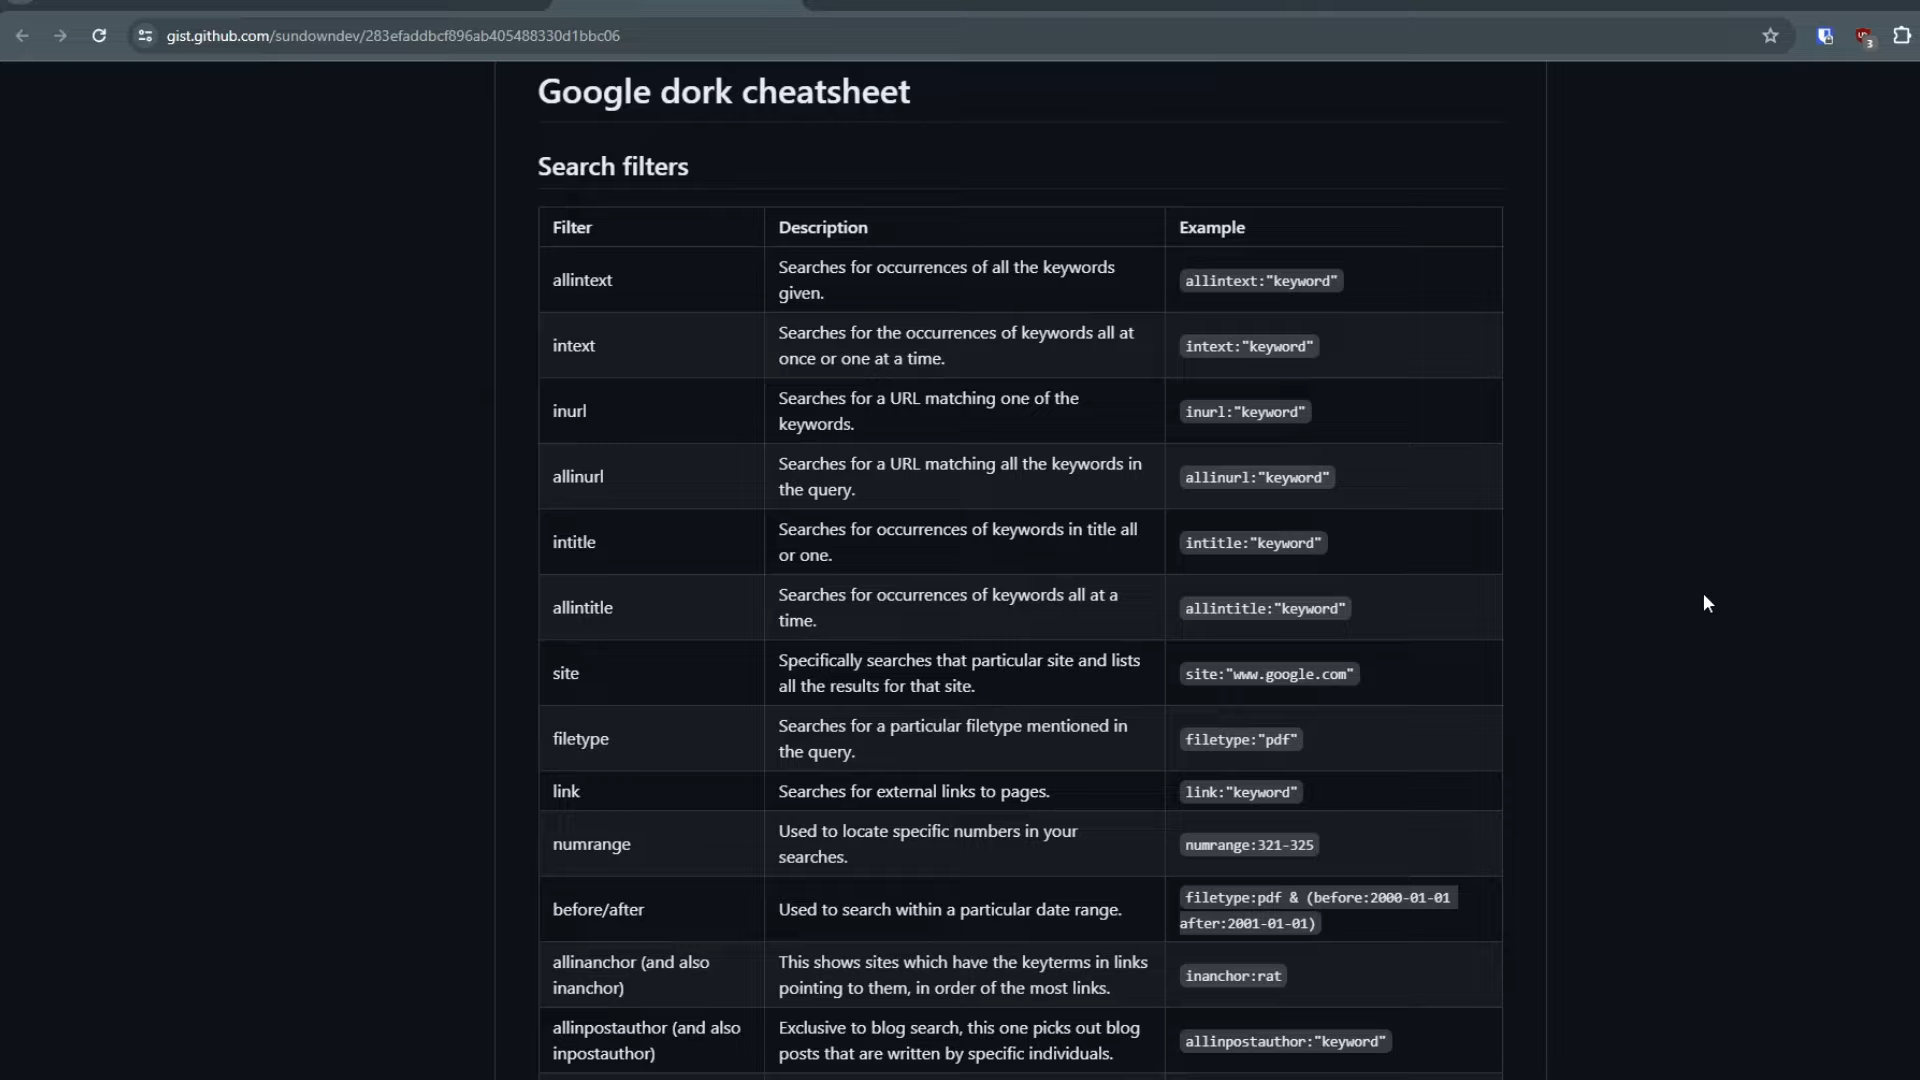 gist.github.com/sundowndev/283efaddbcf896ab405488330d1bbc06
3
Google dork cheatsheet
Search filters
Filter Description Example
allintext Searches for occurrences of all the keywords
given. allintext:"keyword"
intext Searches for the occurrences of keywords all at
once or one at a time. intext:"keyword"
inurl Searches for a URL matching one of the
keywords. inurl:"keyword"
allinurl Searches for a URL matching all the keywords in
the query. allinurl:"keyword"
intitle Searches for occurrences of keywords in title all
or one. intitle:"keyword"
allintitle Searches for occurrences of keywords all at a
time. allintitle:"keyword"
site Specifically searches that particular site and lists
all the results for that site. site:"www.google.com"
filetype Searches for a particular filetype mentioned in
the query. filetype:"pdf"
link Searches for external links to pages. link:"keyword"
numrange Used to locate specific numbers in your
searches. numrange:321-325
before/after Used to search within a particular date range. filetype:pdf & (before:2000-01-01
after:2001-01-01)
allinanchor (and also
inanchor) This shows sites which have the keyterms in links
pointing to them, in order of the most links. inanchor:rat
allinpostauthor (and also
inpostauthor) Exclusive to blog search, this one picks out blog
posts that are written by specific individuals. allinpostauthor:"keyword"